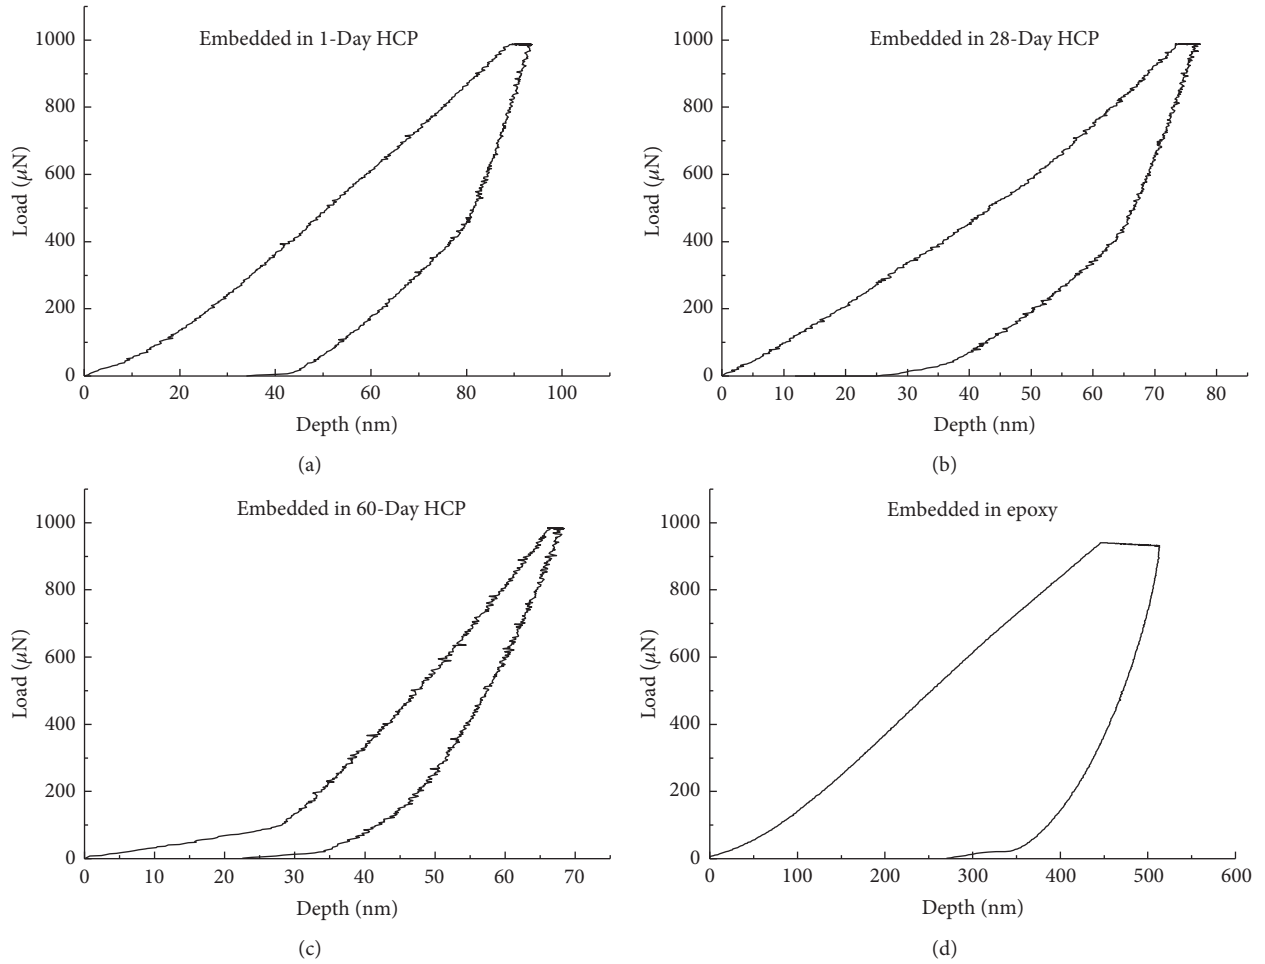 Embedded in 1-Day HCP
1000
800
600
400
200
0
Load (μN)
0 20 40 60 80 100
Depth (nm)
(a)
Embedded in 28-Day HCP
1000
800
600
400
200
0
Load (μN)
0 10 20 30 40 50 60 70 80
Depth (nm)
(b)
Embedded in 60-Day HCP
1000
800
600
400
200
0
Load (μN)
0 10 20 30 40 50 60 70
Depth (nm)
(c)
Embedded in epoxy
1000
800
600
400
200
0
Load (μN)
0 100 200 300 400 500 600
Depth (nm)
(d)